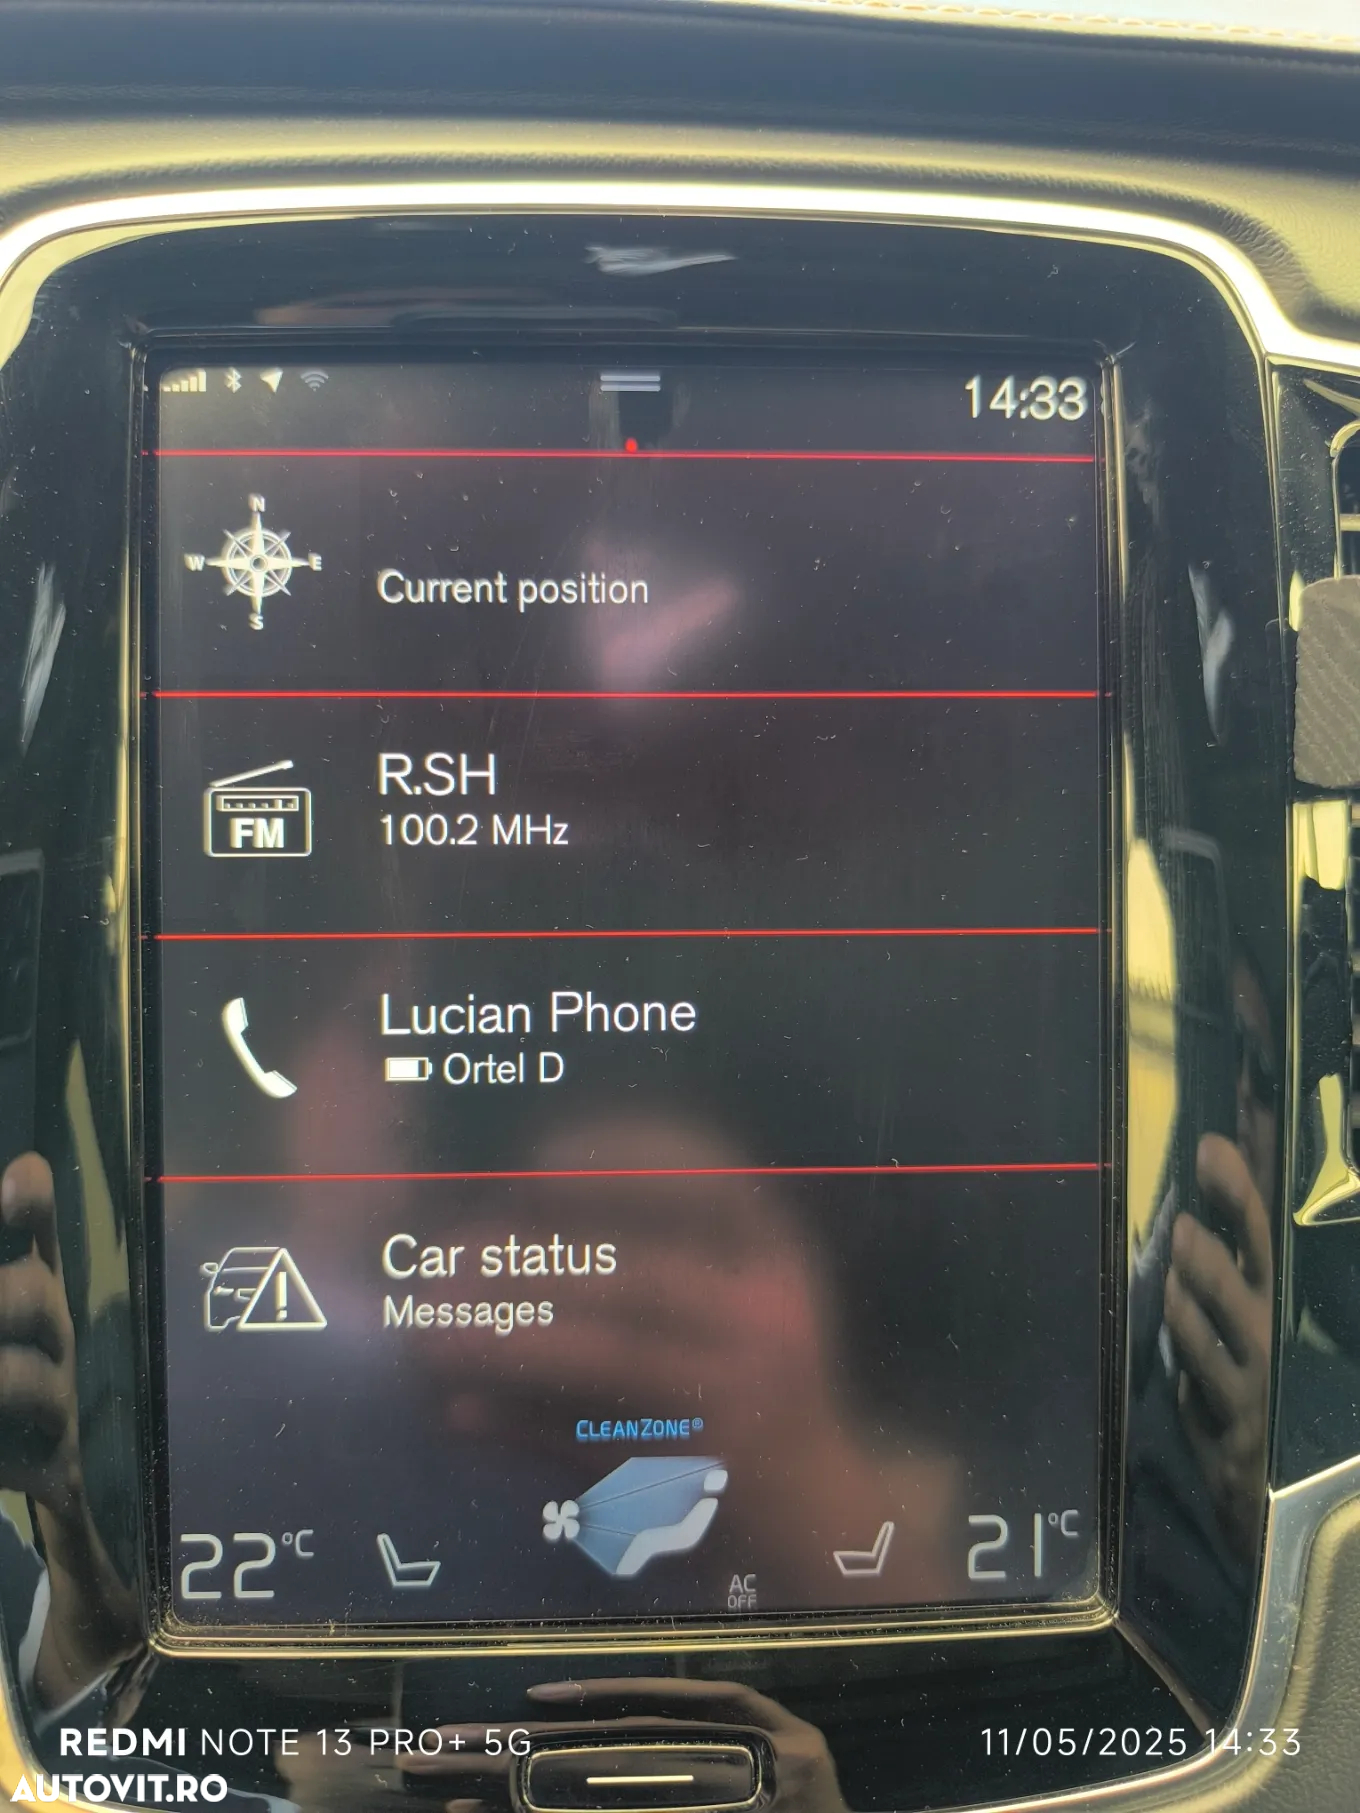 14:33
N
W E
S
Current position
R.SH
FM
100.2 MHz
Lucian Phone
Ortel D
Car status
Messages
CLEANZONE®
22°C
21°C
AC
OFF
REDMI NOTE 13 PRO+ 5G
11/05/2025 14:33
AUTOVIT.RO